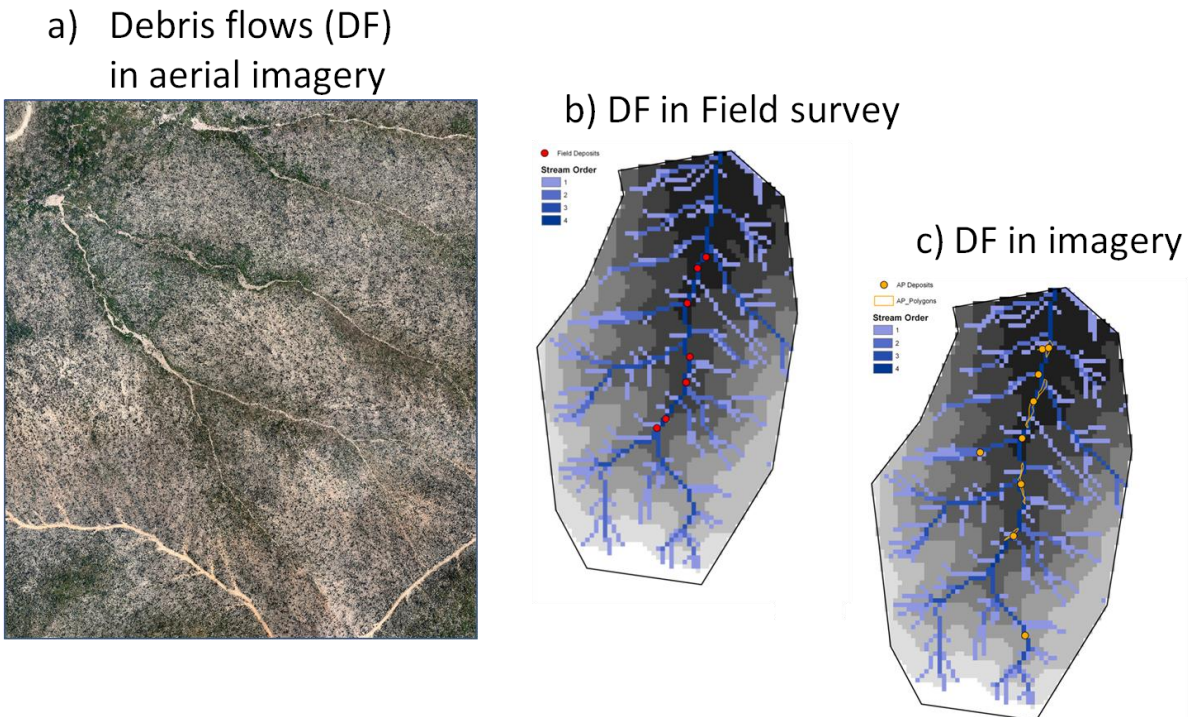 a) Debris flows (DF)
in aerial imagery
b) DF in Field survey
Field Deposits
Stream Order
1
2
3
4
c) DF in imagery
AP Deposits
AP_Polygons
Stream Order
1
2
3
4